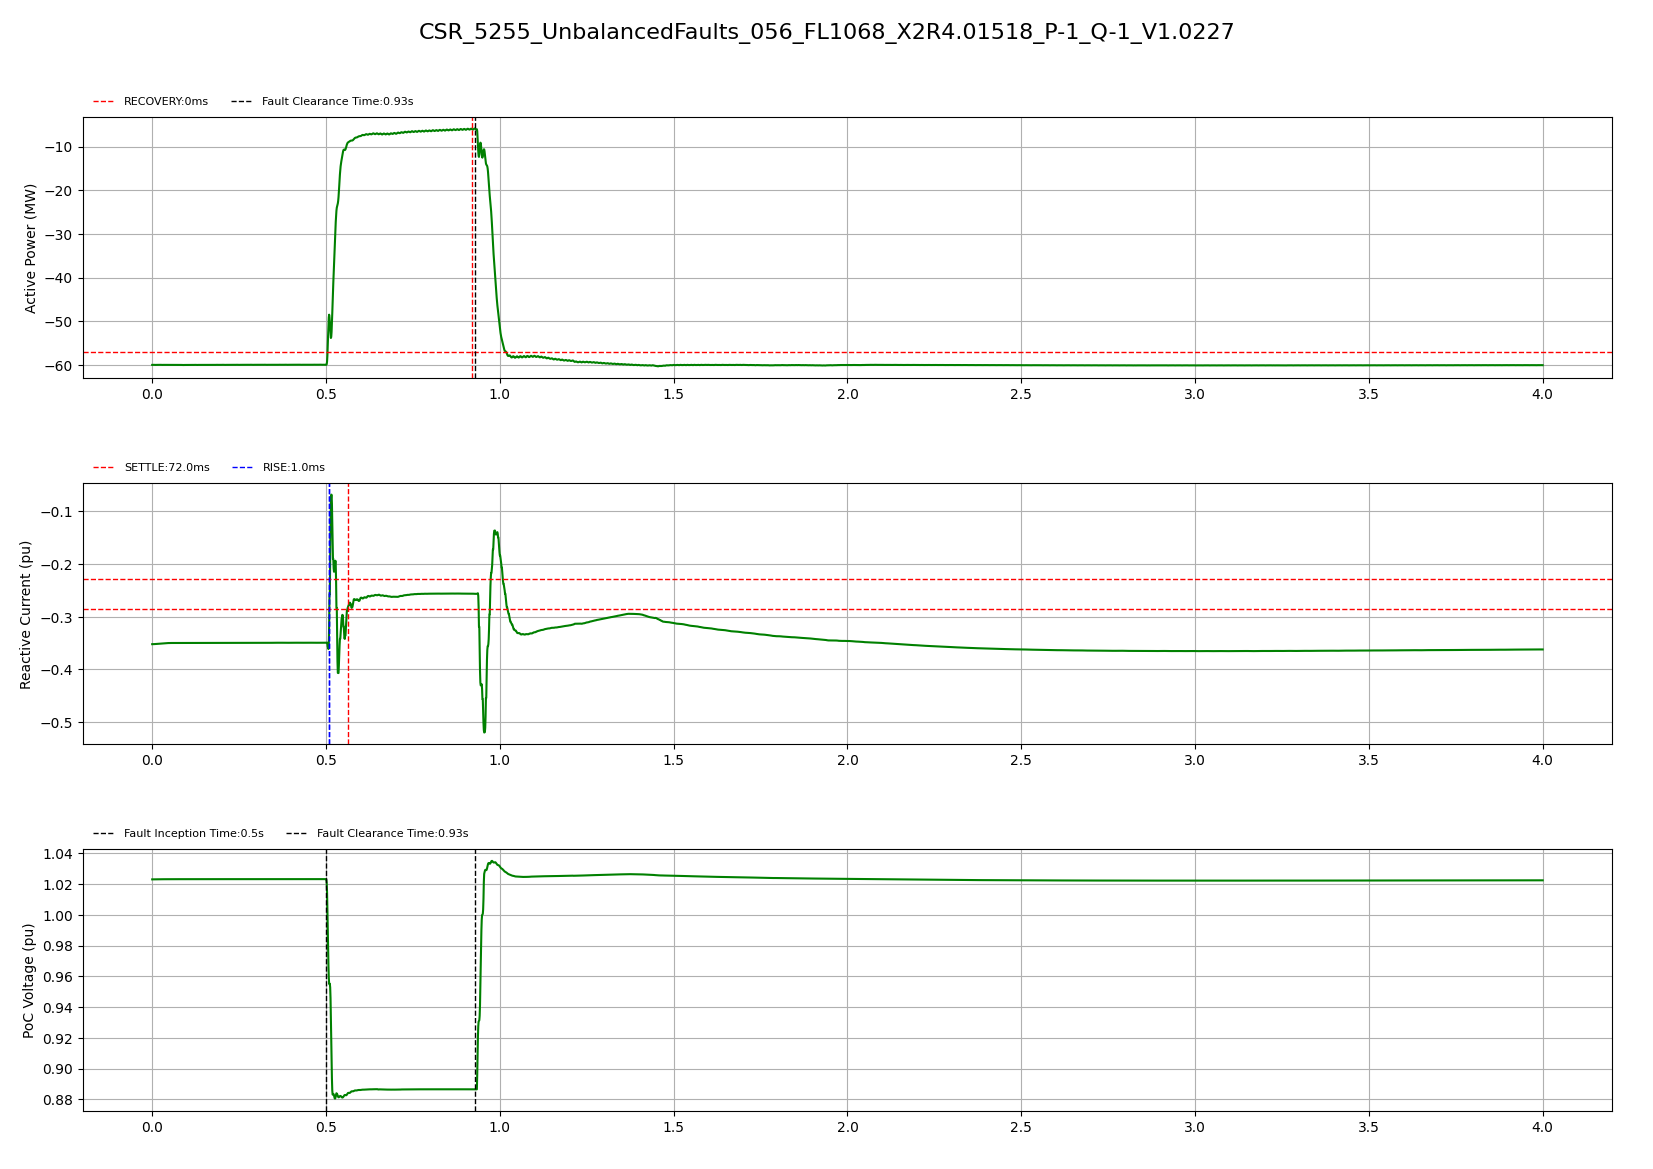 CSR_5255_UnbalancedFaults_056_FL1068_X2R4.01518_P-1_Q-1_V1.0227
RECOVERY:0ms Fault Clearance Time:0.93s
Active Power (MW)
−10
−20
−30
−40
−50
−60
0.0 0.5 1.0 1.5 2.0 2.5 3.0 3.5 4.0
SETTLE:72.0ms RISE:1.0ms
Reactive Current (pu)
−0.1
−0.2
−0.3
−0.4
−0.5
0.0 0.5 1.0 1.5 2.0 2.5 3.0 3.5 4.0
Fault Inception Time:0.5s Fault Clearance Time:0.93s
PoC Voltage (pu)
1.04
1.02
1.00
0.98
0.96
0.94
0.92
0.90
0.88
0.0 0.5 1.0 1.5 2.0 2.5 3.0 3.5 4.0